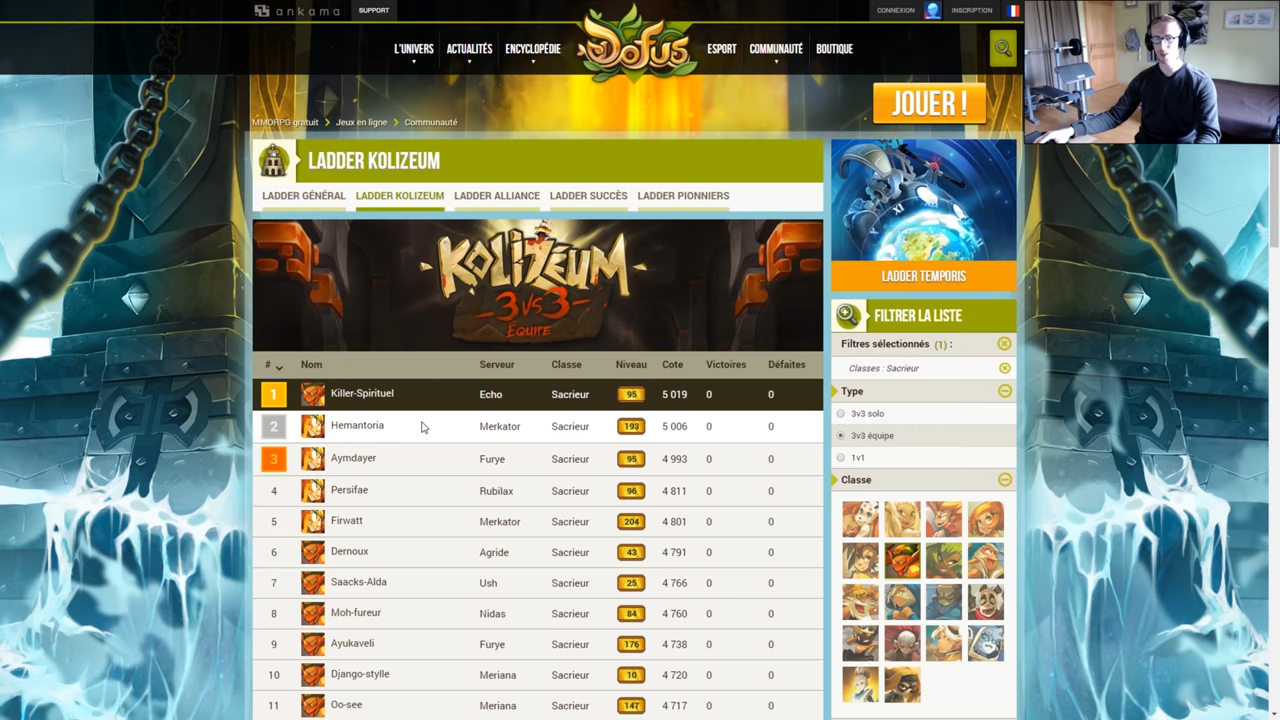 ankama SUPPORT CONNEXION INSCRIPTION
L'UNIVERS ACTUALITÉS ENCYCLOPÉDIE DOFUS ESPORT COMMUNAUTÉ BOUTIQUE
JOUER !
MMORPG gratuit > Jeux en ligne > Communauté
LADDER KOLIZEUM
LADDER GÉNÉRAL LADDER KOLIZEUM LADDER ALLIANCE LADDER SUCCÈS LADDER PIONNIERS
KOLIZEUM
3VS3
ÉQUIPE
# Nom Serveur Classe Niveau Cote Victoires Défaites
1 Killer-Spirituel Echo Sacrieur 95 5 019 0 0
2 Hemantoria Merkator Sacrieur 193 5 006 0 0
3 Aymdayer Furye Sacrieur 95 4 993 0 0
4 Persifae Rubilax Sacrieur 96 4 811 0 0
5 Firwatt Merkator Sacrieur 204 4 801 0 0
6 Dernoux Agride Sacrieur 43 4 791 0 0
7 Saacks-Alda Ush Sacrieur 25 4 766 0 0
8 Moh-fureur Nidas Sacrieur 84 4 760 0 0
9 Ayukaveli Furye Sacrieur 176 4 738 0 0
10 Django-stylle Meriana Sacrieur 10 4 720 0 0
11 Oo-see Meriana Sacrieur 147 4 717 0 0
LADDER TEMPORIS
FILTRER LA LISTE
Filtres sélectionnés (1) :
Classes : Sacrieur
Type
3v3 solo
3v3 équipe
1v1
Classe